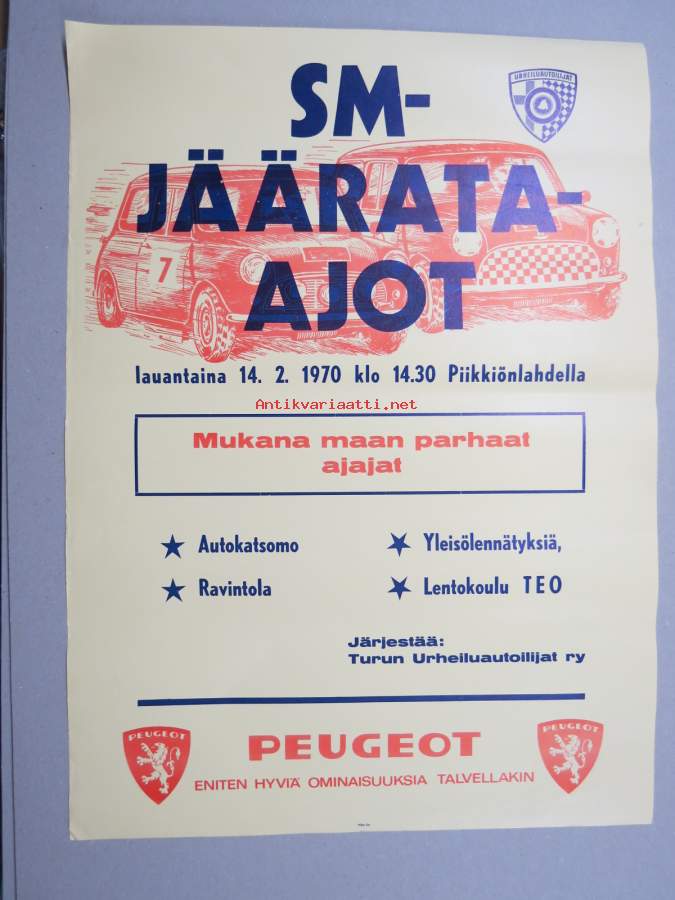 SM-
URHEILUAUTOILIJAT
JÄÄRATA-
7
AJOT
lauantaina 14. 2. 1970 klo 14.30 Piikkiönlahdella
Antikvariaatti.net
Mukana maan parhaat
ajajat
★ Autokatsomo
★ Ravintola
★ Yleisölennätyksiä,
★ Lentokoulu TEO
Järjestää:
Turun Urheiluautoilijat ry
PEUGEOT
PEUGEOT
PEUGEOT
ENITEN HYVIÄ OMINAISUUKSIA TALVELLAKIN